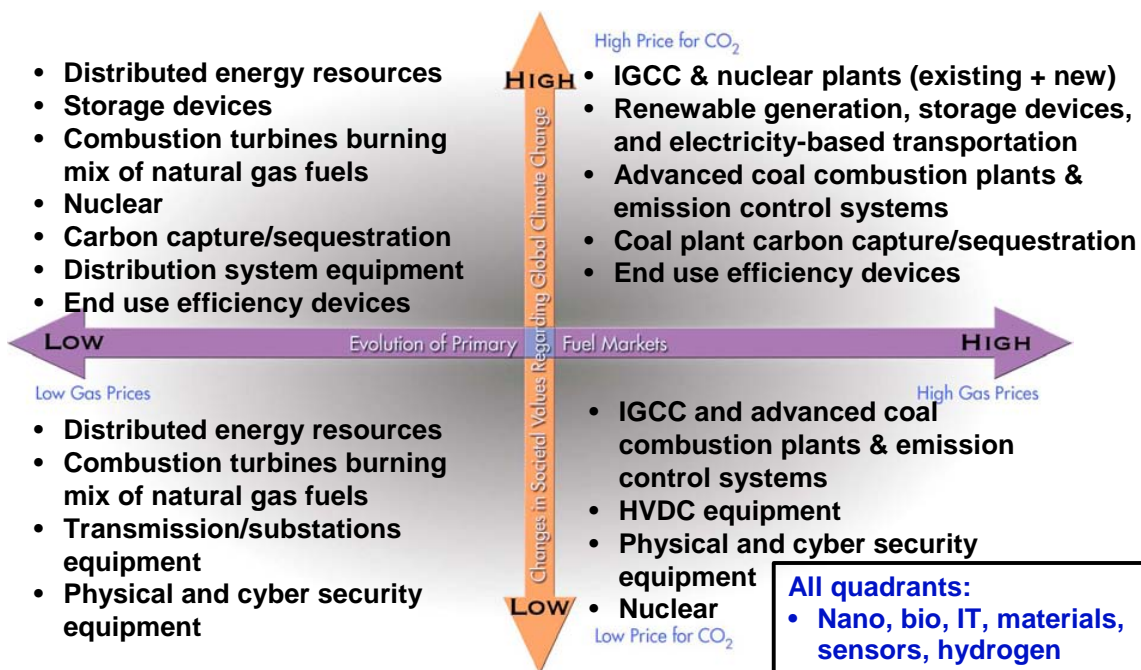 High Price for CO2
• Distributed energy resources
• Storage devices
• Combustion turbines burning
mix of natural gas fuels
• Nuclear
• Carbon capture/sequestration
• Distribution system equipment
• End use efficiency devices
HIGH
• IGCC & nuclear plants (existing + new)
• Renewable generation, storage devices,
and electricity-based transportation
• Advanced coal combustion plants &
emission control systems
• Coal plant carbon capture/sequestration
• End use efficiency devices
Changes in Societal Values Regarding Global Climate Change
LOW
Evolution of Primary Fuel Markets
HIGH
Low Gas Prices
High Gas Prices
• Distributed energy resources
• Combustion turbines burning
mix of natural gas fuels
• Transmission/substations
equipment
• Physical and cyber security
equipment
• IGCC and advanced coal
combustion plants & emission
control systems
• HVDC equipment
• Physical and cyber security
equipment
• Nuclear
LOW
Low Price for CO2
All quadrants:
• Nano, bio, IT, materials,
sensors, hydrogen